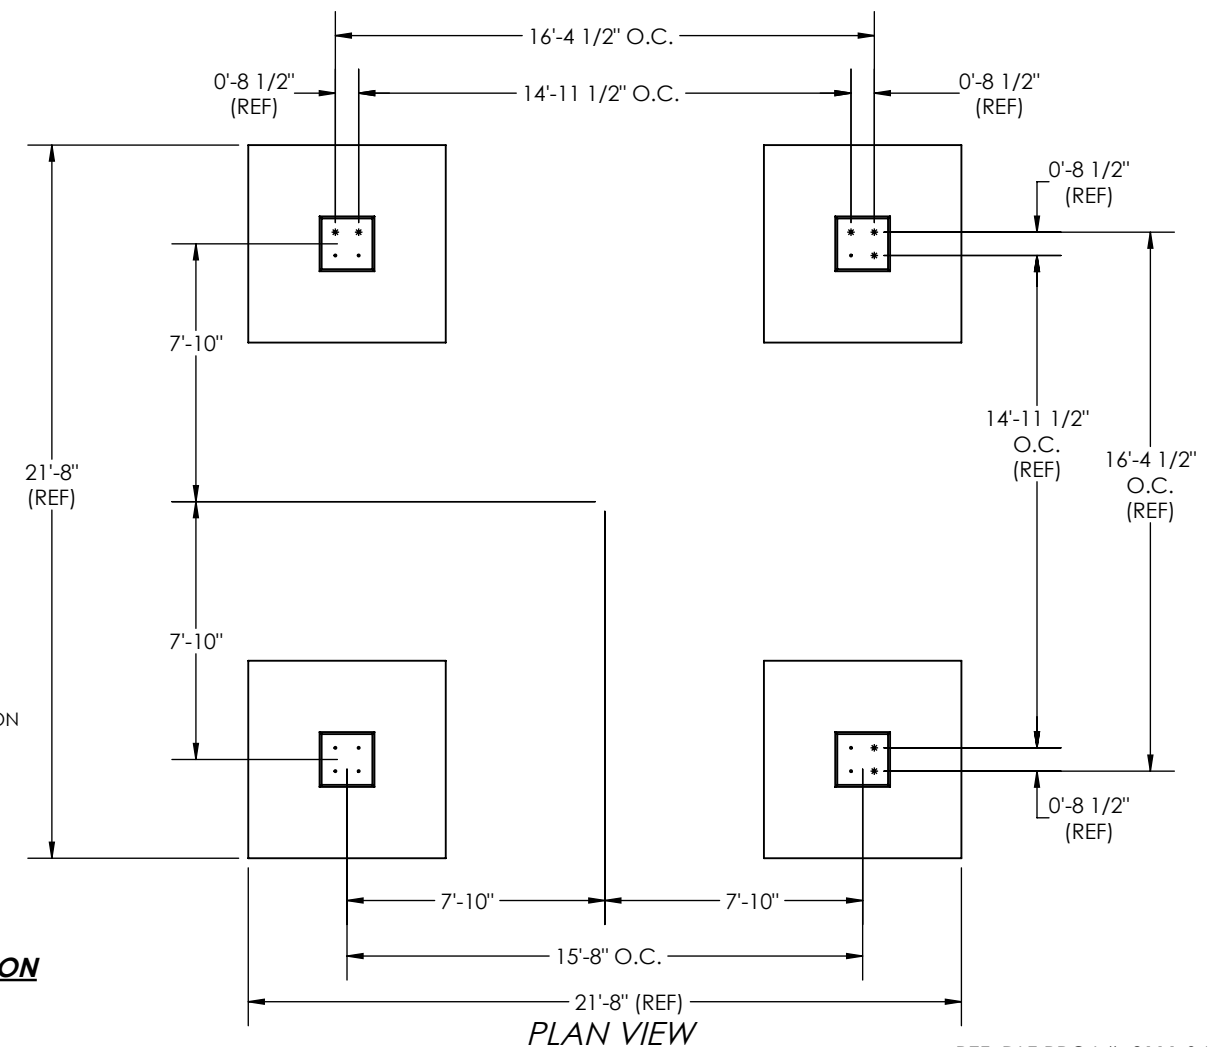 16'-4 1/2" O.C.
0'-8 1/2"
(REF)
14'-11 1/2" O.C.
0'-8 1/2"
(REF)
0'-8 1/2"
(REF)
7'-10"
14'-11 1/2"
O.C.
(REF)
16'-4 1/2"
O.C.
(REF)
21'-8"
(REF)
7'-10"
ON
0'-8 1/2"
(REF)
7'-10"
7'-10"
15'-8" O.C.
ON
21'-8" (REF)
PLAN VIEW